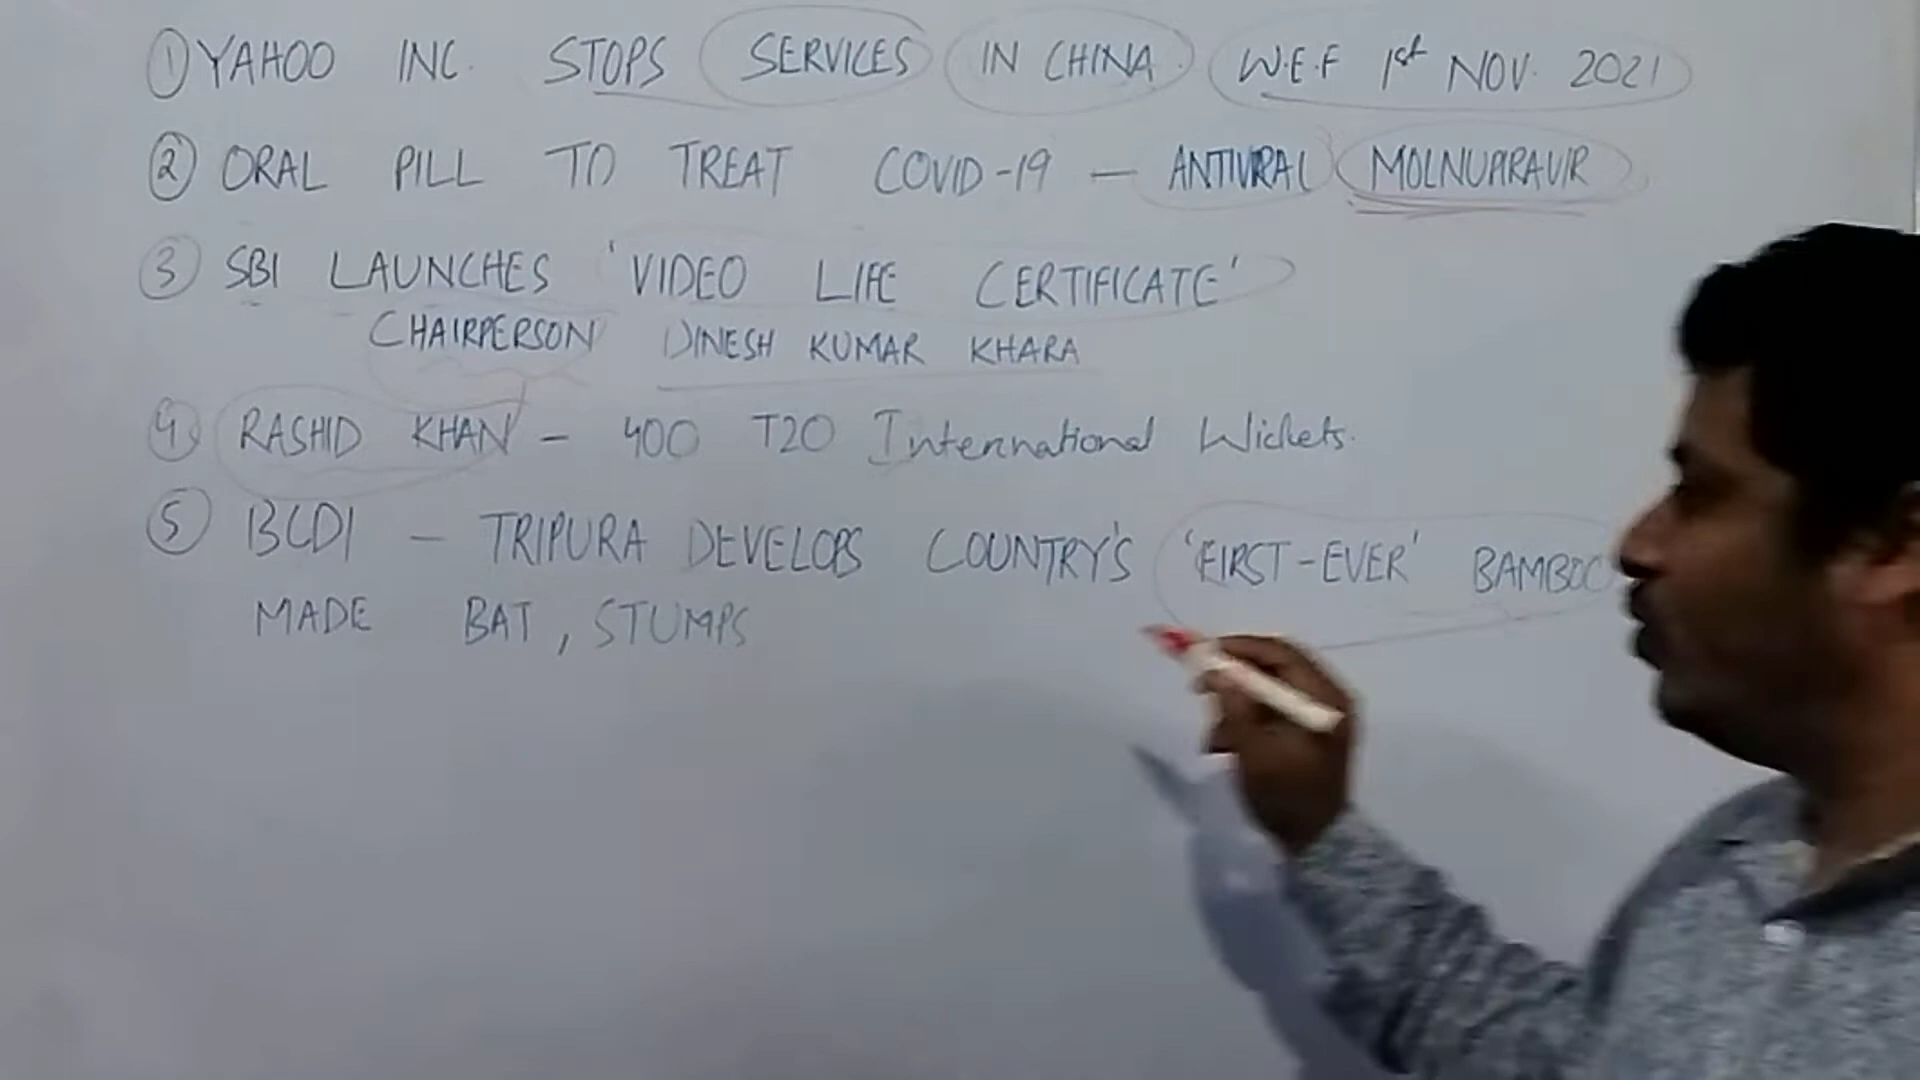 ① YAHOO INC. STOPS SERVICES IN CHINA. W.E.F 1st NOV. 2021
② ORAL PILL TO TREAT COVID-19 — ANTIVIRAL MOLNUPIRAVIR
③ SBI LAUNCHES 'VIDEO LIFE CERTIFICATE'
CHAIRPERSON DINESH KUMAR KHARA
④ RASHID KHAN - 400 T20 International Wickets.
⑤ BCDI - TRIPURA DEVELOPS COUNTRY'S 'FIRST-EVER' BAMBOO
MADE BAT, STUMPS